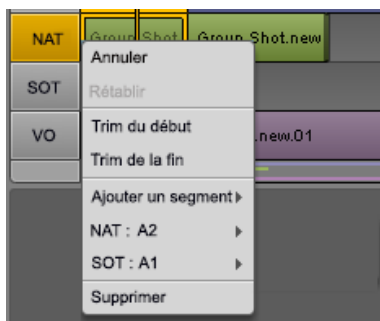 NAT
Group Shot
Group Shot.new
Annuler
SOT
Rétablir
VO
Trim du début
.new.01
Trim de la fin
Ajouter un segment
NAT : A2
SOT : A1
Supprimer